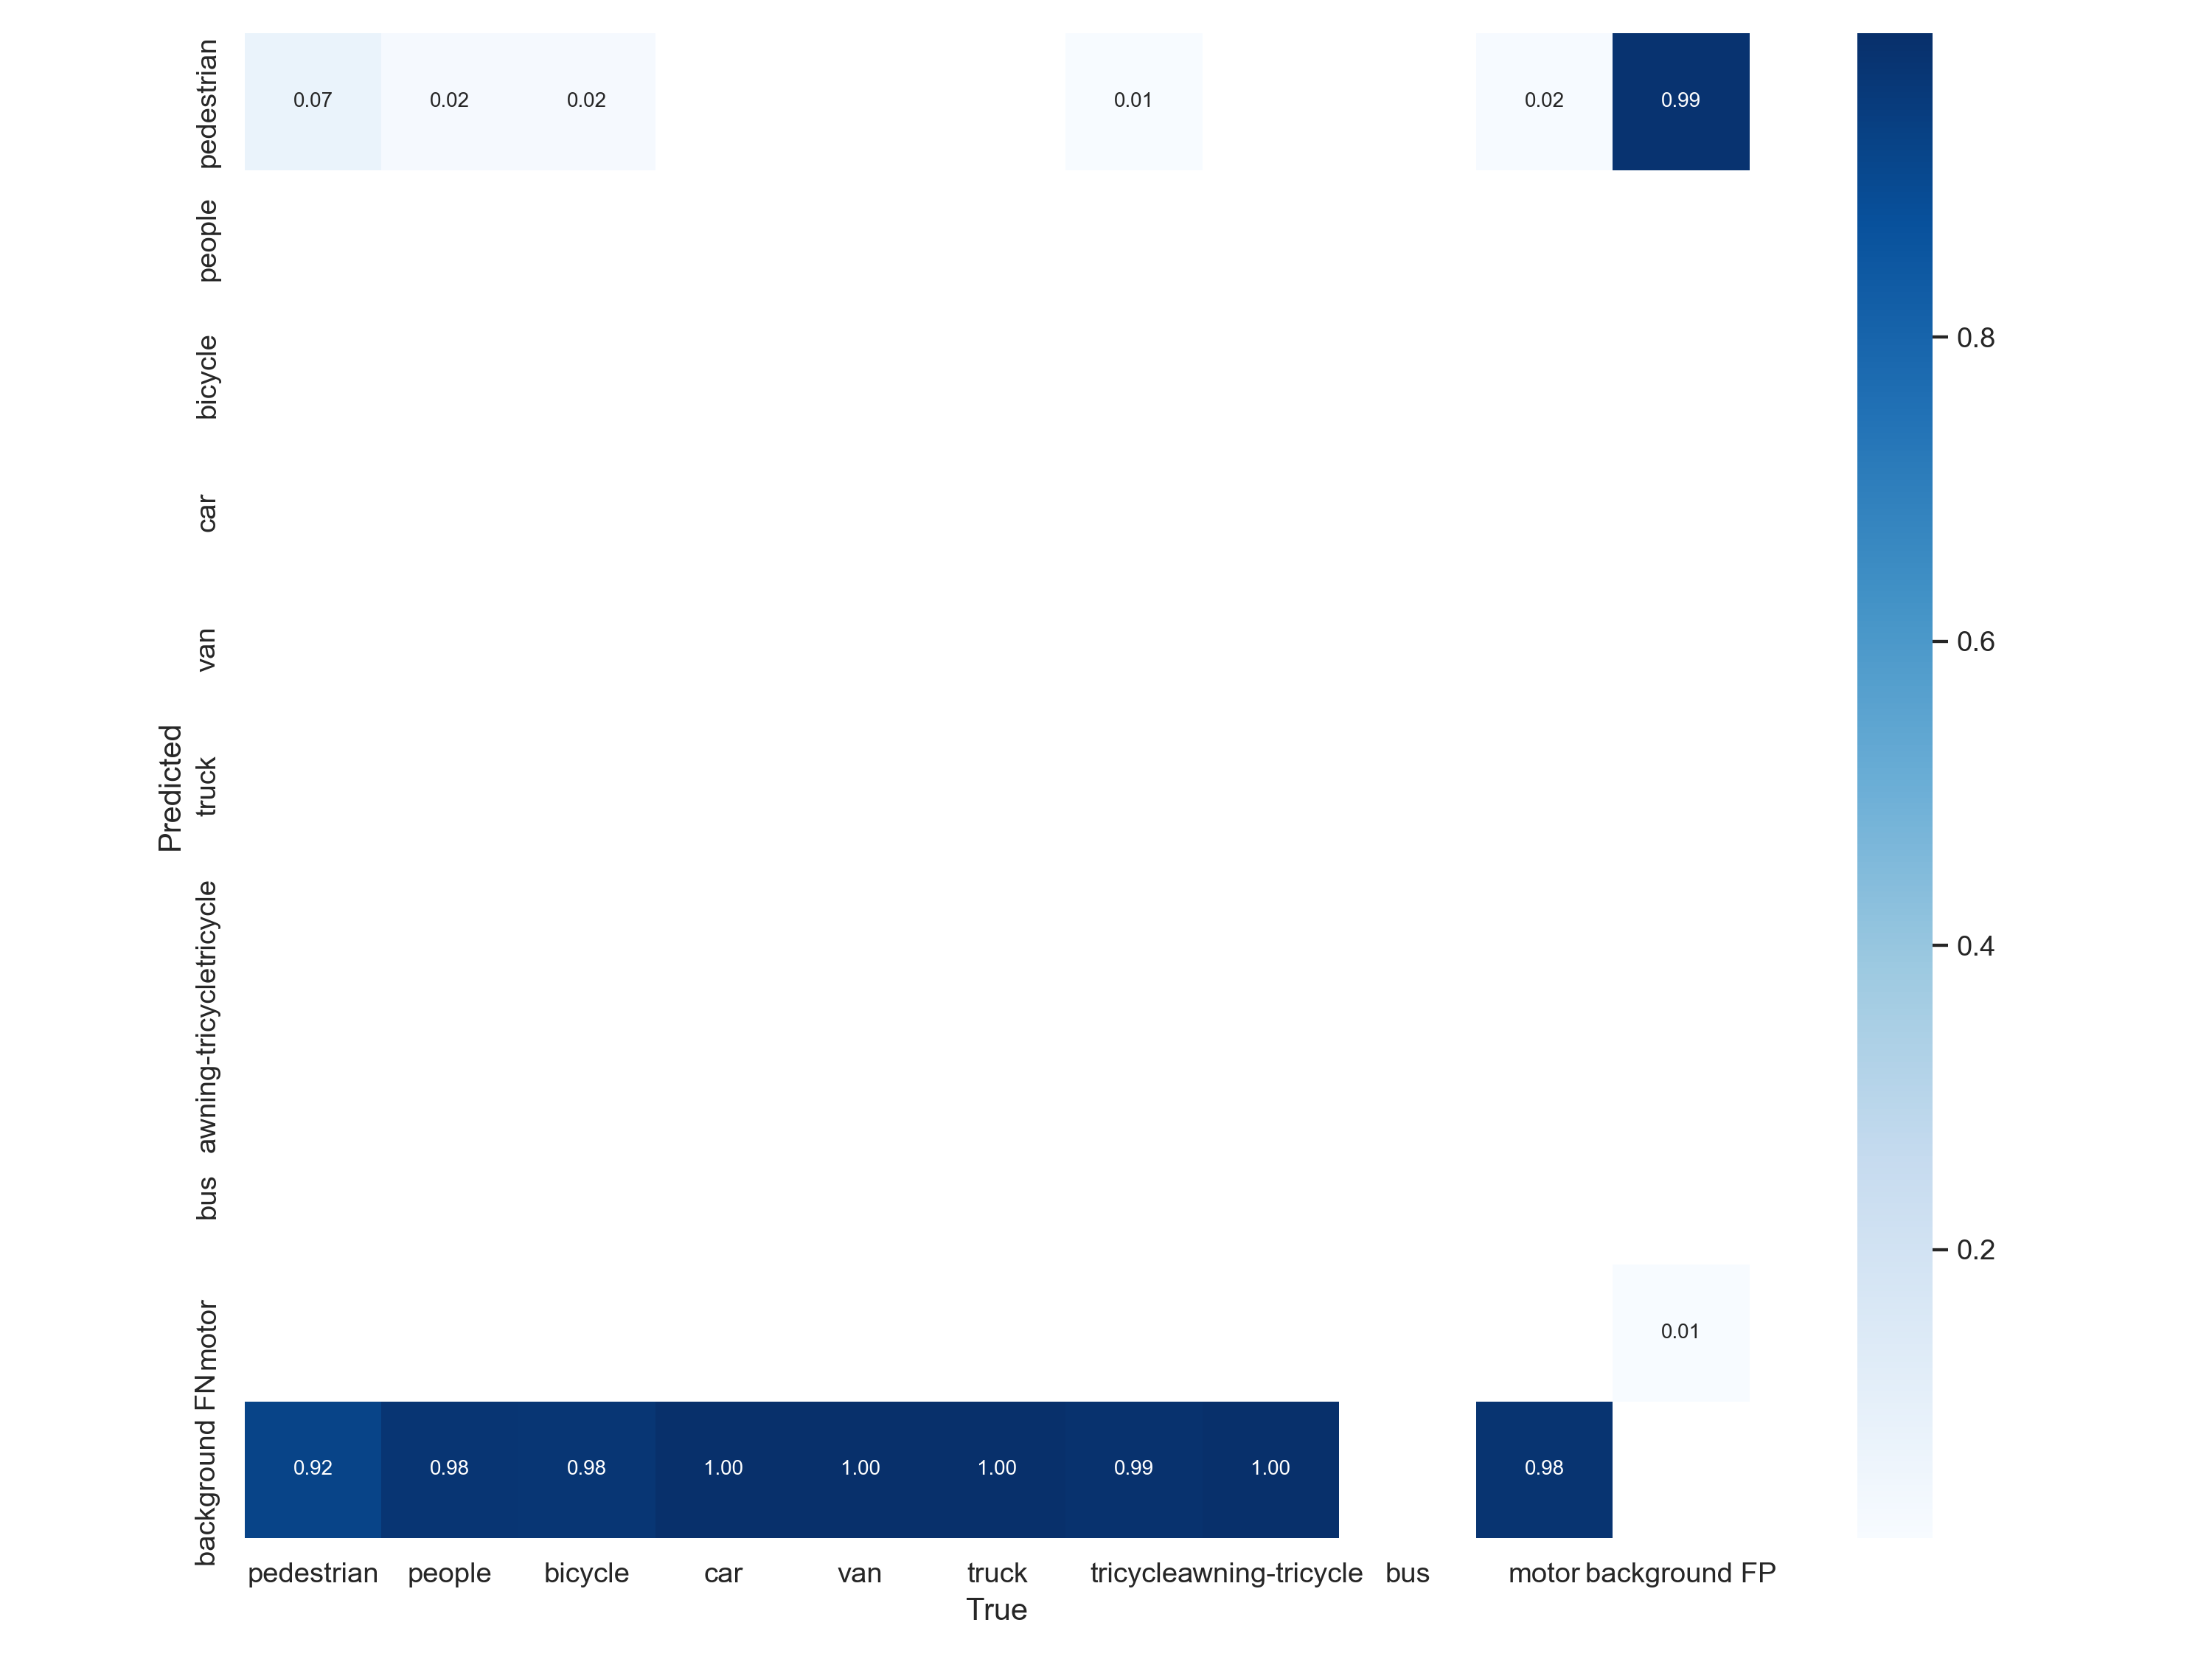 pedestrian
0.07 0.02 0.02 0.01 0.02 0.99
people
bicycle
car
van
truck
tricycle
awning-tricycle
bus
motor
0.01
background FN
0.92 0.98 0.98 1.00 1.00 1.00 0.99 1.00 0.98
Predicted
pedestrian people bicycle car van truck tricycle awning-tricycle bus motor background FP
True
0.8
0.6
0.4
0.2